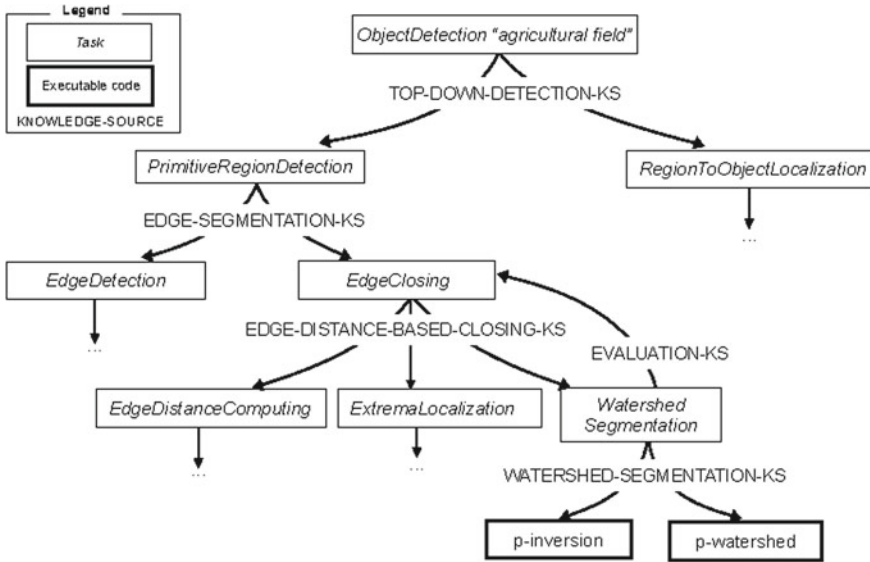 Legend
Task
Executable code
KNOWLEDGE-SOURCE
ObjectDetection "agricultural field"
TOP-DOWN-DETECTION-KS
PrimitiveRegionDetection
RegionToObjectLocalization
...
EDGE-SEGMENTATION-KS
EdgeDetection
...
EdgeClosing
EDGE-DISTANCE-BASED-CLOSING-KS
EVALUATION-KS
EdgeDistanceComputing
...
ExtremaLocalization
...
Watershed
Segmentation
WATERSHED-SEGMENTATION-KS
p-inversion
p-watershed